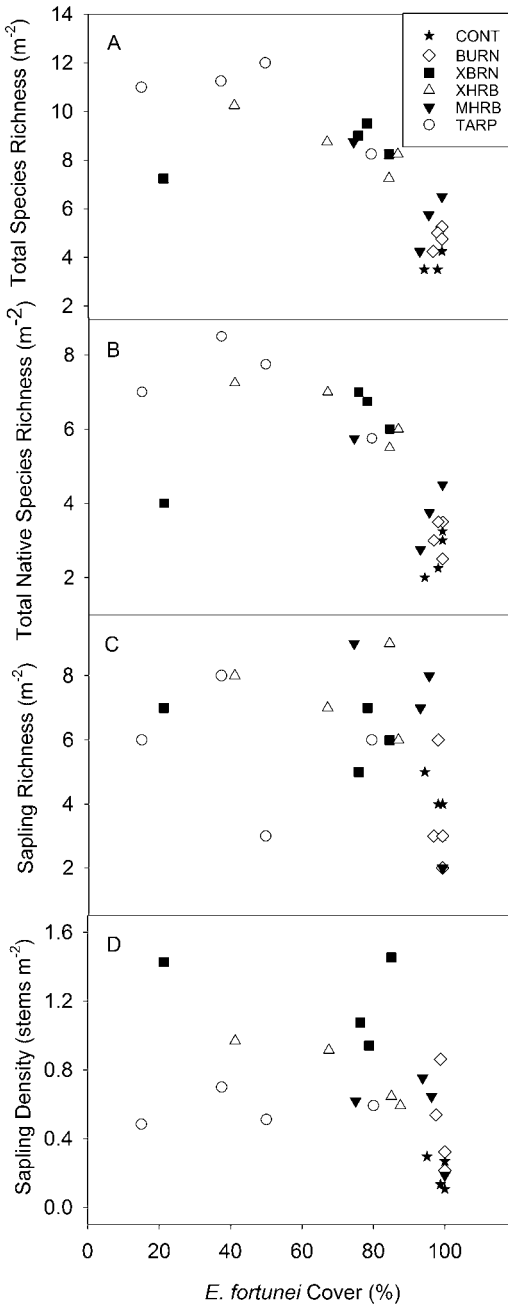 A
14
12
10
8
6
4
2
Total Species Richness (m-2)
CONT
BURN
XBRN
XHRB
MHRB
TARP
B
8
6
4
2
Total Native Species Richness (m-2)
C
8
6
4
2
Sapling Richness (m-2)
D
1.6
1.2
0.8
0.4
0.0
Sapling Density (stems m-2)
0 20 40 60 80 100
E. fortunei Cover (%)